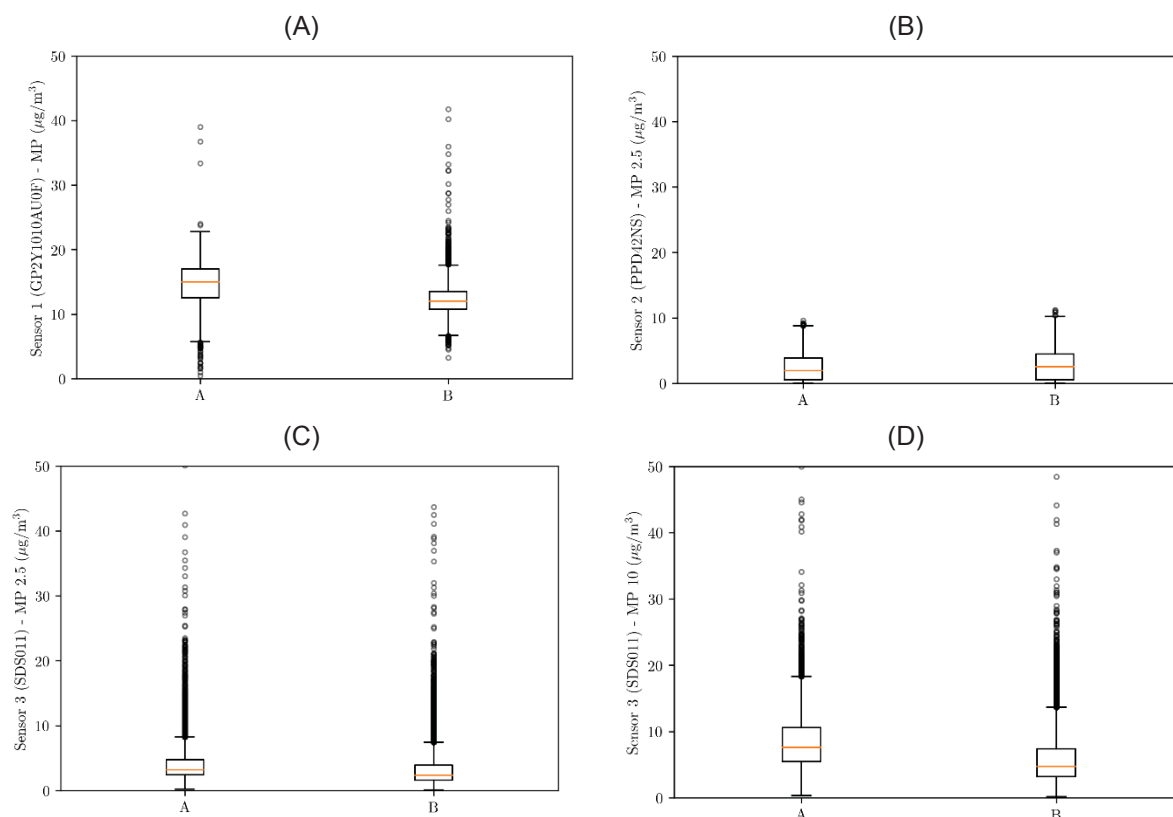 (A)
Sensor 1 (GP2Y1010AU0F) - MP (μg/m³)
50
40
30
20
10
0
A B
(B)
Sensor 2 (PPD42NS) - MP 2.5 (μg/m³)
50
40
30
20
10
0
A B
(C)
Sensor 3 (SDS011) - MP 2.5 (μg/m³)
50
40
30
20
10
0
A B
(D)
Sensor 3 (SDS011) - MP 10 (μg/m³)
50
40
30
20
10
0
A B